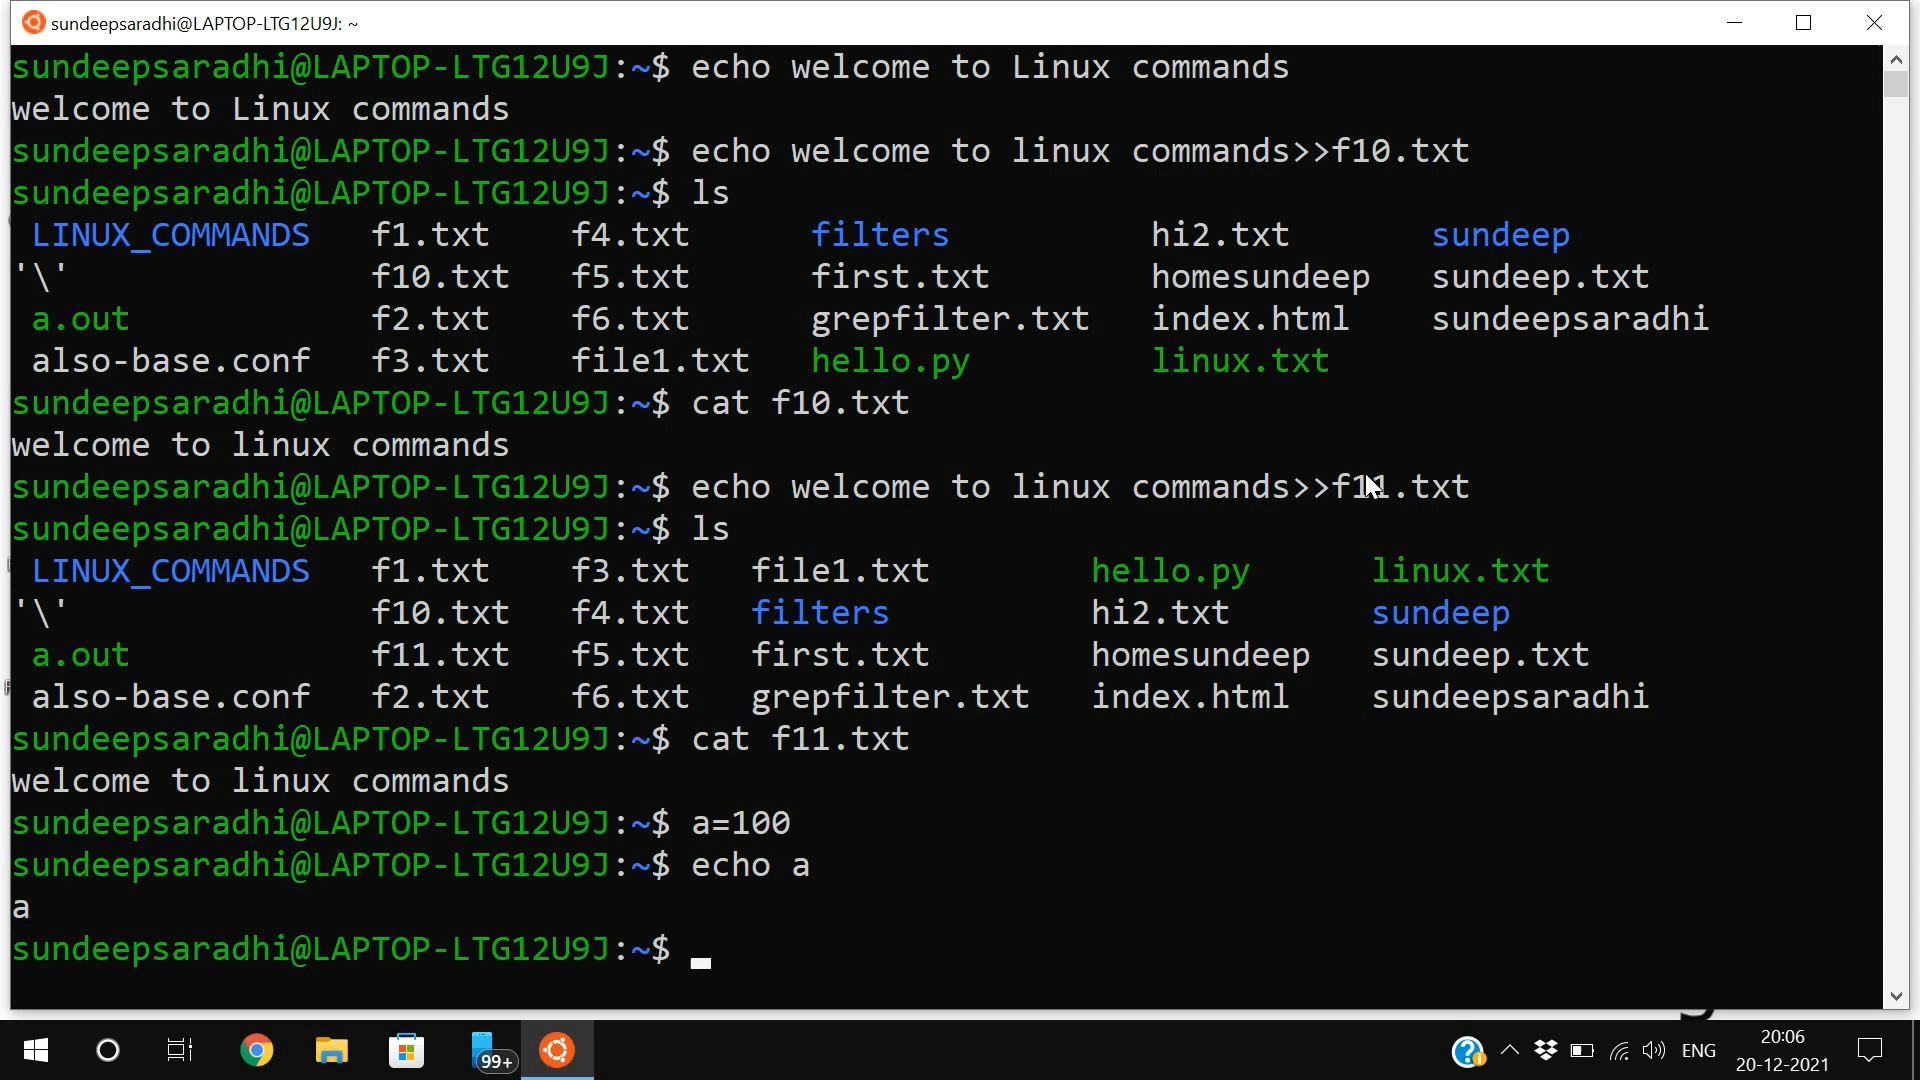 sundeepsaradhi@LAPTOP-LTG12U9J: ~
sundeepsaradhi@LAPTOP-LTG12U9J:~$ echo welcome to Linux commands
welcome to Linux commands
sundeepsaradhi@LAPTOP-LTG12U9J:~$ echo welcome to linux commands>>f10.txt
sundeepsaradhi@LAPTOP-LTG12U9J:~$ ls
LINUX_COMMANDS f1.txt f4.txt filters hi2.txt sundeep
'\' f10.txt f5.txt first.txt homesundeep sundeep.txt
a.out f2.txt f6.txt grepfilter.txt index.html sundeepsaradhi
also-base.conf f3.txt file1.txt hello.py linux.txt
sundeepsaradhi@LAPTOP-LTG12U9J:~$ cat f10.txt
welcome to linux commands
sundeepsaradhi@LAPTOP-LTG12U9J:~$ echo welcome to linux commands>>f11.txt
sundeepsaradhi@LAPTOP-LTG12U9J:~$ ls
LINUX_COMMANDS f1.txt f3.txt file1.txt hello.py linux.txt
'\' f10.txt f4.txt filters hi2.txt sundeep
a.out f11.txt f5.txt first.txt homesundeep sundeep.txt
also-base.conf f2.txt f6.txt grepfilter.txt index.html sundeepsaradhi
sundeepsaradhi@LAPTOP-LTG12U9J:~$ cat f11.txt
welcome to linux commands
sundeepsaradhi@LAPTOP-LTG12U9J:~$ a=100
sundeepsaradhi@LAPTOP-LTG12U9J:~$ echo a
a
sundeepsaradhi@LAPTOP-LTG12U9J:~$
99+
ENG
20:06
20-12-2021